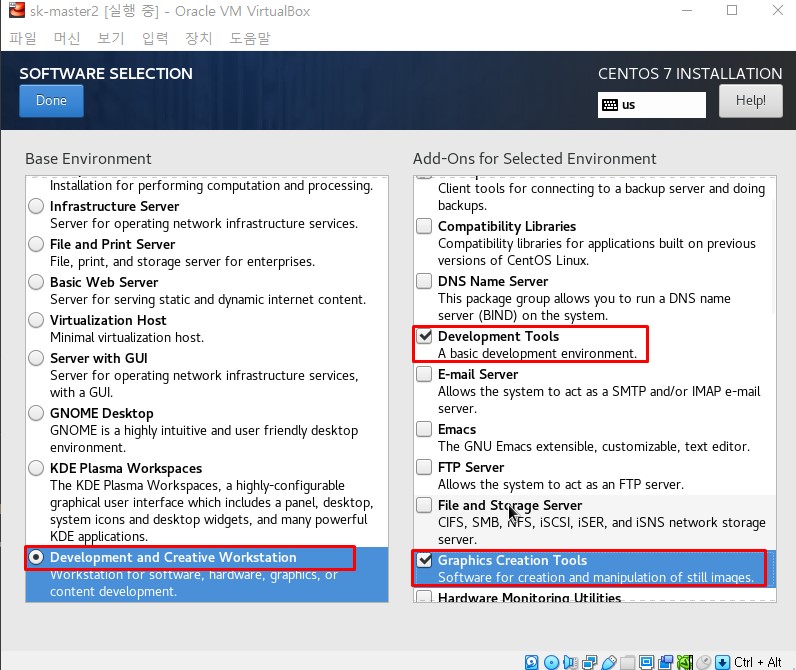 sk-master2 [실행 중] - Oracle VM VirtualBox
파일 머신 보기 입력 장치 도움말
SOFTWARE SELECTION
CENTOS 7 INSTALLATION
Done
us
Help!
Base Environment
Installation for performing computation and processing.
Infrastructure Server
Server for operating network infrastructure services.
File and Print Server
File, print, and storage server for enterprises.
Basic Web Server
Server for serving static and dynamic internet content.
Virtualization Host
Minimal virtualization host.
Server with GUI
Server for operating network infrastructure services,
with a GUI.
GNOME Desktop
GNOME is a highly intuitive and user friendly desktop
environment.
KDE Plasma Workspaces
The KDE Plasma Workspaces, a highly-configurable
graphical user interface which includes a panel, desktop,
system icons and desktop widgets, and many powerful
KDE applications.
Development and Creative Workstation
Workstation for software, hardware, graphics, or
content development.
Add-Ons for Selected Environment
Client tools for connecting to a backup server and doing
backups.
Compatibility Libraries
Compatibility libraries for applications built on previous
versions of CentOS Linux.
DNS Name Server
This package group allows you to run a DNS name
server (BIND) on the system.
Development Tools
A basic development environment.
E-mail Server
Allows the system to act as a SMTP and/or IMAP e-mail
server.
Emacs
The GNU Emacs extensible, customizable, text editor.
FTP Server
Allows the system to act as an FTP server.
File and Storage Server
CIFS, SMB, NFS, iSCSI, iSER, and iSNS network storage
server.
Graphics Creation Tools
Software for creation and manipulation of still images.
Hardware Monitoring Utilities
Ctrl + Alt